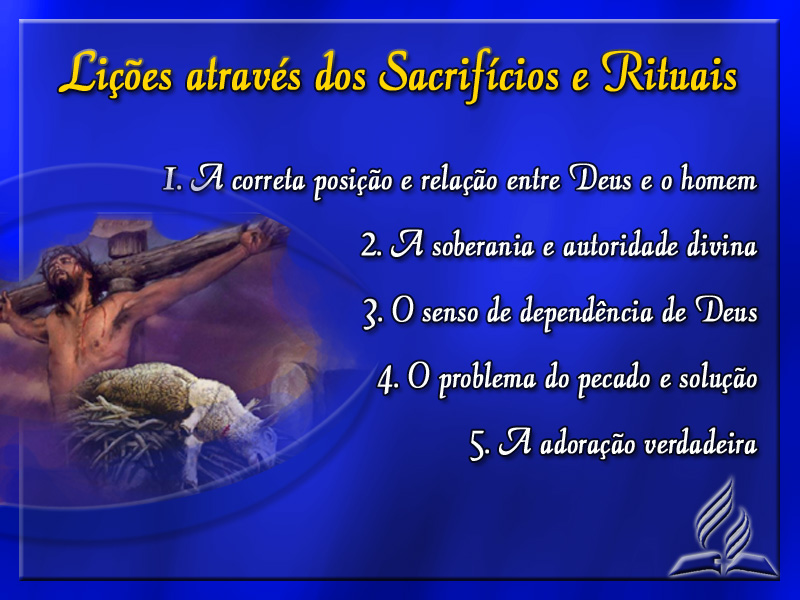 Lições através dos Sacrifícios e Rituais
1. A correta posição e relação entre Deus e o homem
2. A soberania e autoridade divina
3. O senso de dependência de Deus
4. O problema do pecado e solução
5. A adoração verdadeira